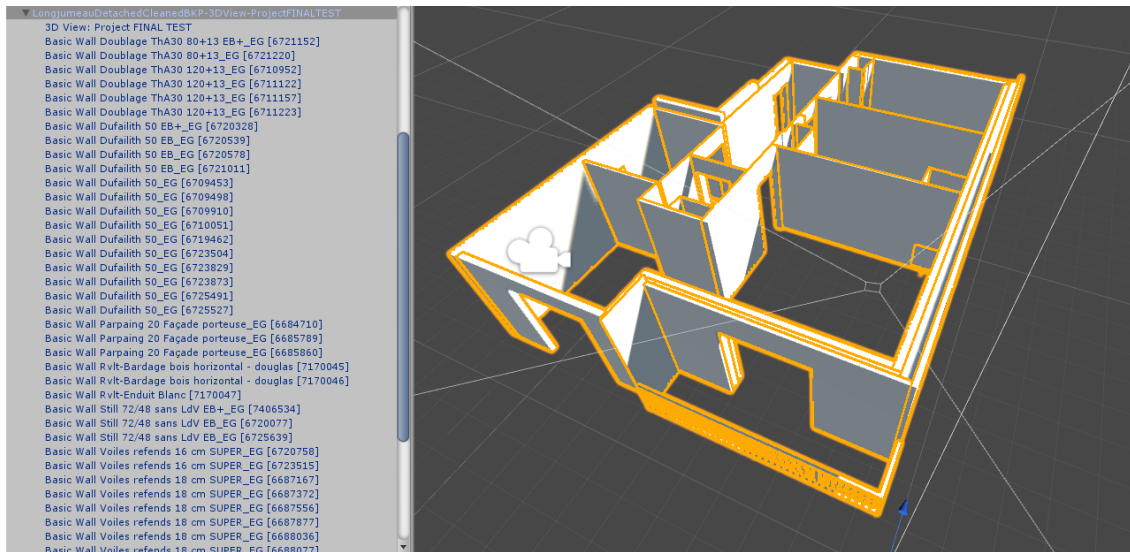 LongjumeauDetachedCleanedBKP-3DView-ProjectFINALTEST
3D View: Project FINAL TEST
Basic Wall Doublage ThA30 80+13 EB+_EG [6721152]
Basic Wall Doublage ThA30 80+13_EG [6721220]
Basic Wall Doublage ThA30 120+13_EG [6710952]
Basic Wall Doublage ThA30 120+13_EG [6711122]
Basic Wall Doublage ThA30 120+13_EG [6711157]
Basic Wall Doublage ThA30 120+13_EG [6711223]
Basic Wall Dufailith 50 EB+_EG [6720328]
Basic Wall Dufailith 50 EB_EG [6720539]
Basic Wall Dufailith 50 EB_EG [6720578]
Basic Wall Dufailith 50 EB_EG [6721011]
Basic Wall Dufailith 50_EG [6709453]
Basic Wall Dufailith 50_EG [6709498]
Basic Wall Dufailith 50_EG [6709910]
Basic Wall Dufailith 50_EG [6710051]
Basic Wall Dufailith 50_EG [6719462]
Basic Wall Dufailith 50_EG [6723504]
Basic Wall Dufailith 50_EG [6723829]
Basic Wall Dufailith 50_EG [6723873]
Basic Wall Dufailith 50_EG [6725491]
Basic Wall Dufailith 50_EG [6725527]
Basic Wall Parpaing 20 Façade porteuse_EG [6684710]
Basic Wall Parpaing 20 Façade porteuse_EG [6685789]
Basic Wall Parpaing 20 Façade porteuse_EG [6685860]
Basic Wall Rvlt-Bardage bois horizontal - douglas [7170045]
Basic Wall Rvlt-Bardage bois horizontal - douglas [7170046]
Basic Wall Rvlt-Enduit Blanc [7170047]
Basic Wall Still 72/48 sans LdV EB+_EG [7406534]
Basic Wall Still 72/48 sans LdV EB_EG [6720077]
Basic Wall Still 72/48 sans LdV EB_EG [6725639]
Basic Wall Voiles refends 16 cm SUPER_EG [6720758]
Basic Wall Voiles refends 16 cm SUPER_EG [6723515]
Basic Wall Voiles refends 18 cm SUPER_EG [6687167]
Basic Wall Voiles refends 18 cm SUPER_EG [6687372]
Basic Wall Voiles refends 18 cm SUPER_EG [6687556]
Basic Wall Voiles refends 18 cm SUPER_EG [6687877]
Basic Wall Voiles refends 18 cm SUPER_EG [6688036]
Basic Wall Voiles refends 18 cm SUPER_EG [6688077]